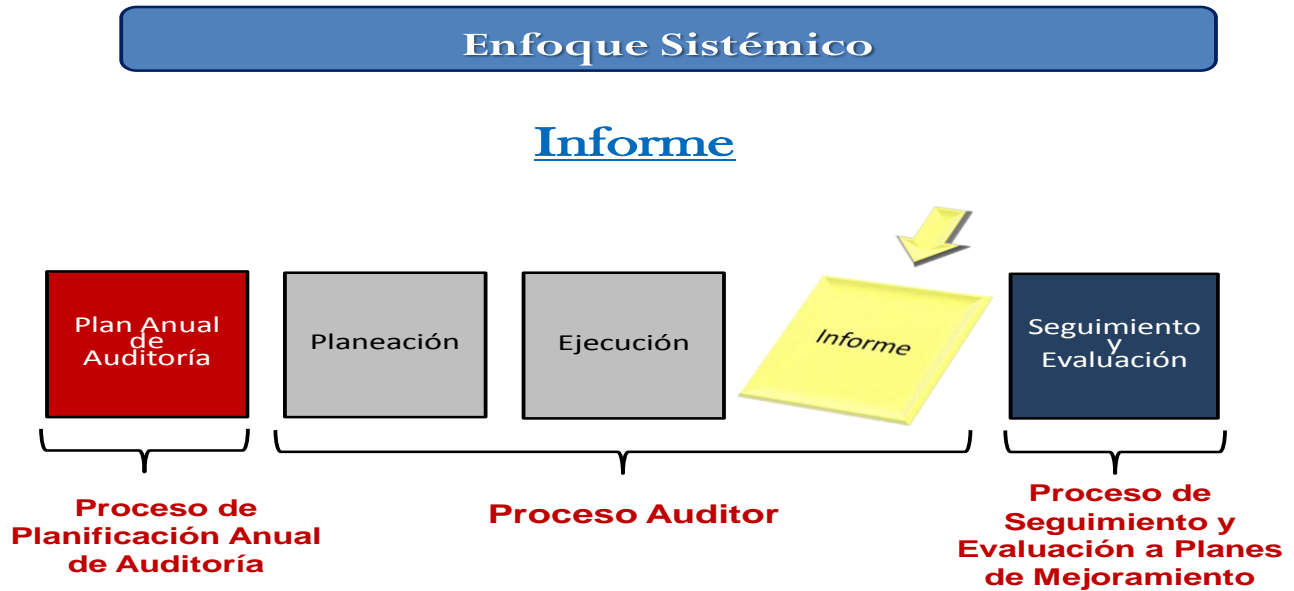 Enfoque Sistémico
Informe
Plan Anual
de
Auditoría
Planeación
Ejecución
Informe
Seguimiento
y
Evaluación
Proceso de
Planificación Anual
de Auditoría
Proceso Auditor
Proceso de
Seguimiento y
Evaluación a Planes
de Mejoramiento